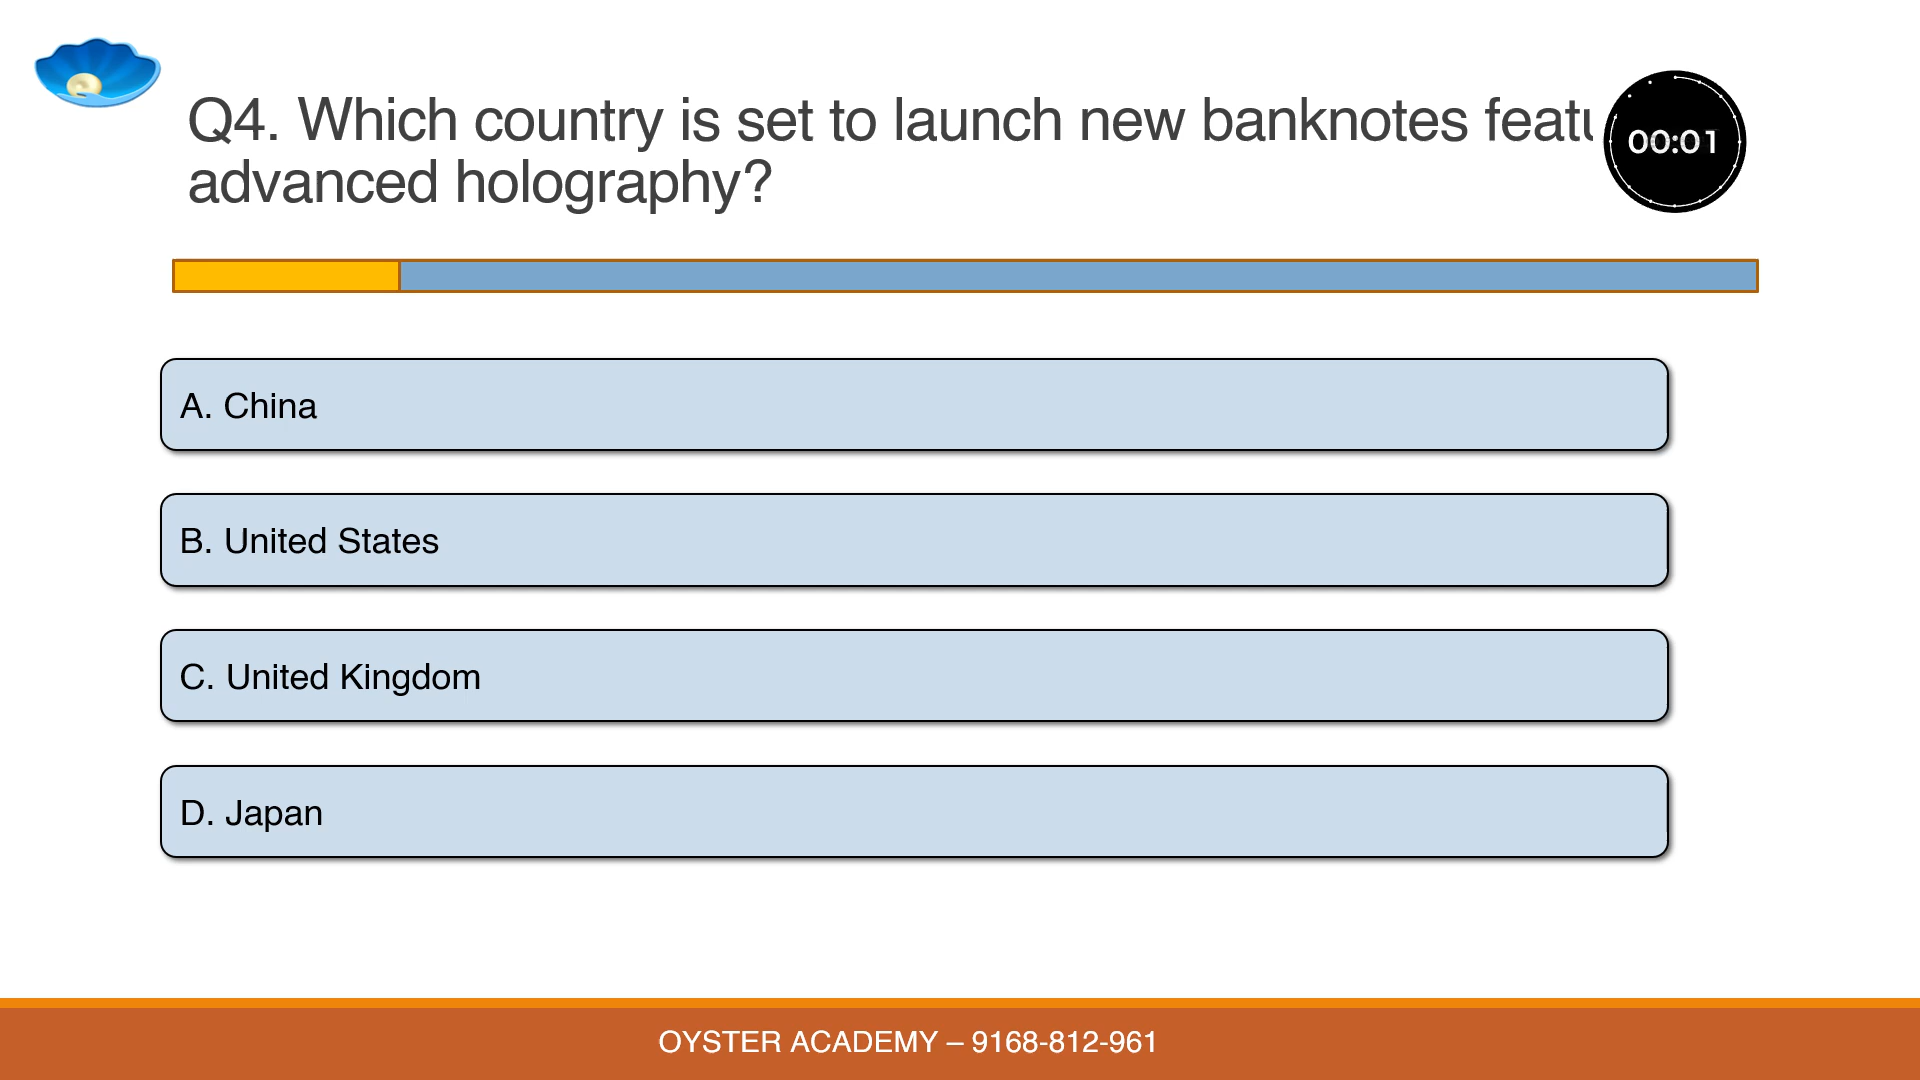 Q4. Which country is set to launch new banknotes
advanced holography?
00:01
A. China
B. United States
C. United Kingdom
D. Japan
OYSTER ACADEMY – 9168-812-961